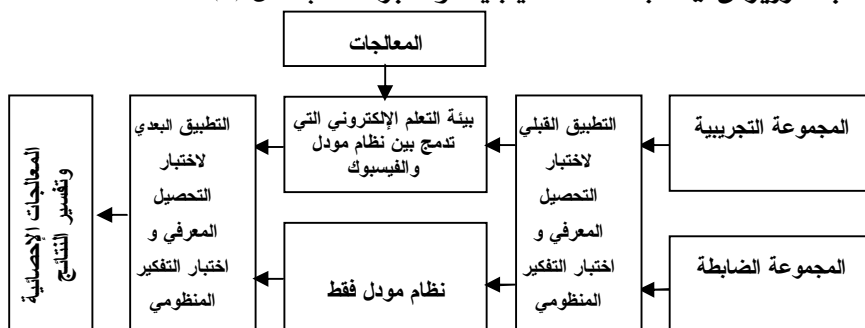 المعالجات
المجموعة التجريبية
المجموعة الضابطة
التطبيق القبلي
لاختبار
التحصيل
المعرفي و
اختبار التفكير
المنظومي
بيئة التعلم الإلكتروني التي
تدمج بين نظام مودل
والفيسبوك
نظام مودل فقط
التطبيق البعدي
لاختبار
التحصيل
المعرفي و
اختبار التفكير
المنظومي
المعالجات الإحصائية
وتفسير النتائج